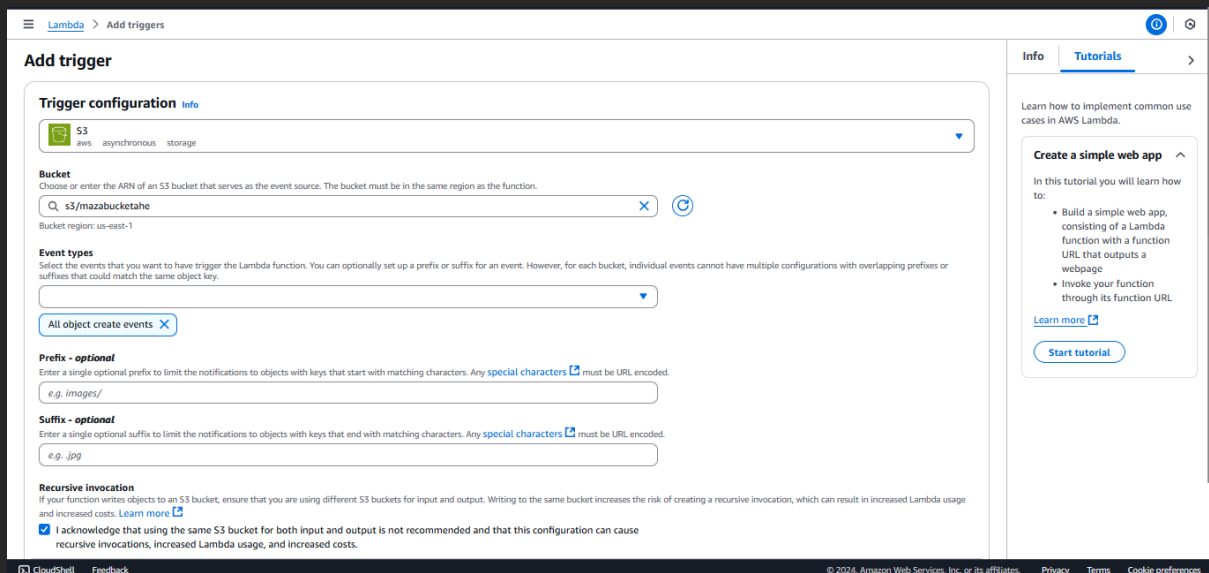 Lambda > Add triggers
Add trigger
Trigger configuration Info
S3
aws asynchronous storage
Bucket
Choose or enter the ARN of an S3 bucket that serves as the event source. The bucket must be in the same region as the function.
s3/mazabucketahe
Bucket region: us-east-1
Event types
Select the events that you want to have trigger the Lambda function. You can optionally set up a prefix or suffix for an event. However, for each bucket, individual events cannot have multiple configurations with overlapping prefixes or
suffixes that could match the same object key.
All object create events
Prefix - optional
Enter a single optional prefix to limit the notifications to objects with keys that start with matching characters. Any special characters must be URL encoded.
e.g. images/
Suffix - optional
Enter a single optional suffix to limit the notifications to objects with keys that end with matching characters. Any special characters must be URL encoded.
e.g. .jpg
Recursive invocation
If your function writes objects to an S3 bucket, ensure that you are using different S3 buckets for input and output. Writing to the same bucket increases the risk of creating a recursive invocation, which can result in increased Lambda usage
and increased costs. Learn more
I acknowledge that using the same S3 bucket for both input and output is not recommended and that this configuration can cause
recursive invocations, increased Lambda usage, and increased costs.
Info Tutorials
Learn how to implement common use
cases in AWS Lambda.
Create a simple web app
In this tutorial you will learn how
to:
• Build a simple web app,
consisting of a Lambda
function with a function
URL that outputs a
webpage
• Invoke your function
through its function URL
Learn more
Start tutorial
CloudShell Feedback © 2024, Amazon Web Services, Inc. or its affiliates. Privacy Terms Cookie preferences